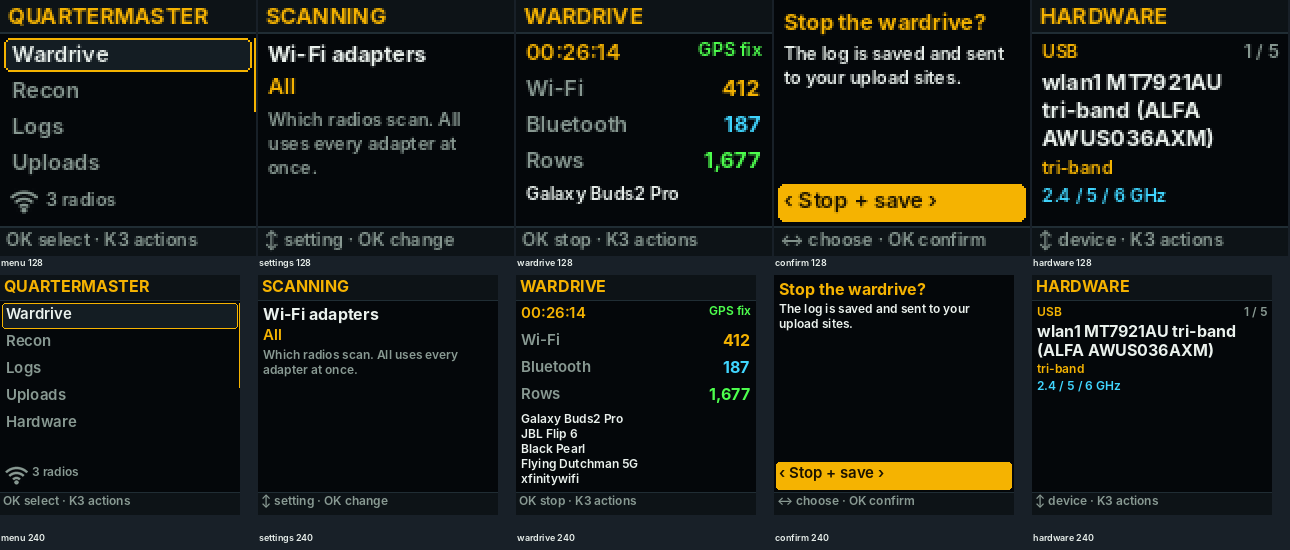 QUARTERMASTER
Wardrive
Recon
Logs
Uploads
3 radios
OK select · K3 actions
menu 128
SCANNING
Wi-Fi adapters
All
Which radios scan. All
uses every adapter at
once.
↕ setting · OK change
settings 128
WARDRIVE
00:26:14 GPS fix
Wi-Fi 412
Bluetooth 187
Rows 1,677
Galaxy Buds2 Pro
OK stop · K3 actions
wardrive 128
Stop the wardrive?
The log is saved and sent
to your upload sites.
‹ Stop + save ›
↔ choose · OK confirm
confirm 128
HARDWARE
USB 1 / 5
wlan1 MT7921AU
tri-band (ALFA
AWUS036AXM)
tri-band
2.4 / 5 / 6 GHz
↕ device · K3 actions
hardware 128
QUARTERMASTER
Wardrive
Recon
Logs
Uploads
Hardware
3 radios
OK select · K3 actions
menu 240
SCANNING
Wi-Fi adapters
All
Which radios scan. All uses every
adapter at once.
↕ setting · OK change
settings 240
WARDRIVE
00:26:14 GPS fix
Wi-Fi 412
Bluetooth 187
Rows 1,677
Galaxy Buds2 Pro
JBL Flip 6
Black Pearl
Flying Dutchman 5G
xfinitywifi
OK stop · K3 actions
wardrive 240
Stop the wardrive?
The log is saved and sent to your
upload sites.
‹ Stop + save ›
↔ choose · OK confirm
confirm 240
HARDWARE
USB 1 / 5
wlan1 MT7921AU tri-band
(ALFA AWUS036AXM)
tri-band
2.4 / 5 / 6 GHz
↕ device · K3 actions
hardware 240